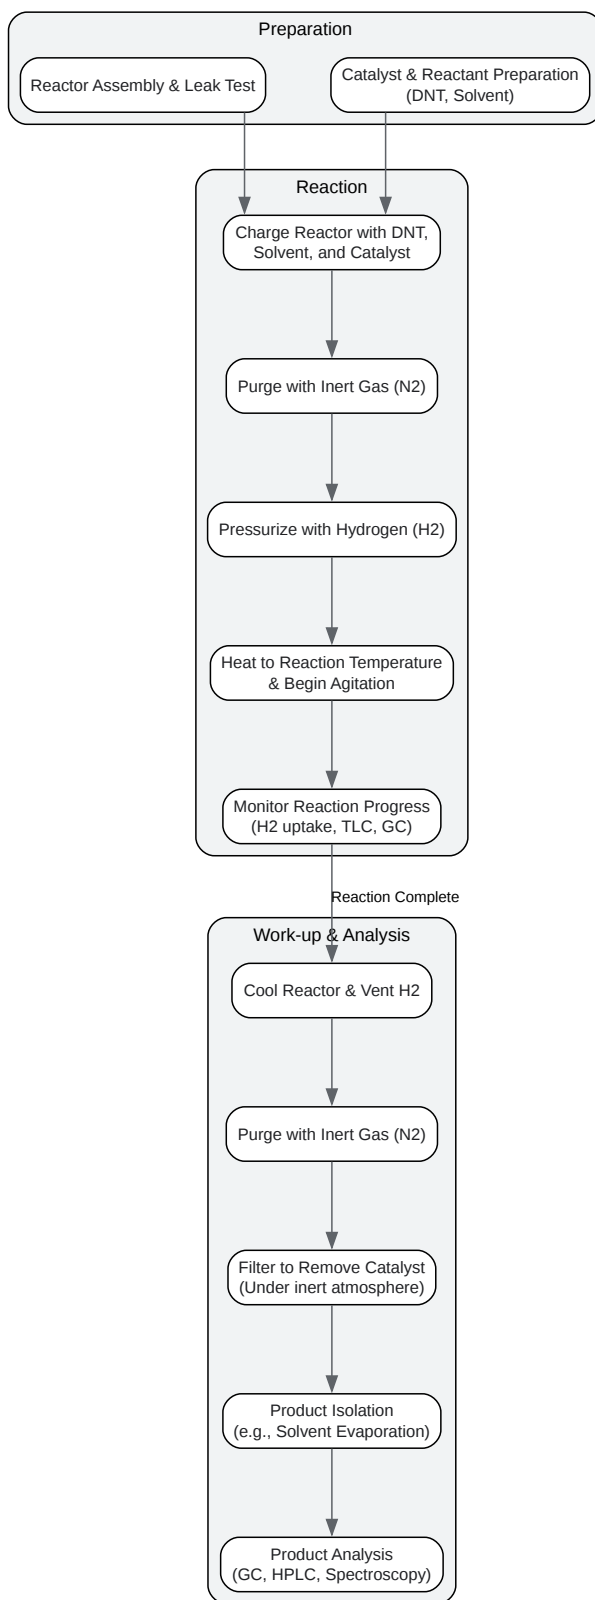 Preparation
Reactor Assembly & Leak Test
Catalyst & Reactant Preparation
(DNT, Solvent)
Reaction
Charge Reactor with DNT,
Solvent, and Catalyst
Purge with Inert Gas (N2)
Pressurize with Hydrogen (H2)
Heat to Reaction Temperature
& Begin Agitation
Monitor Reaction Progress
(H2 uptake, TLC, GC)
Reaction Complete
Work-up & Analysis
Cool Reactor & Vent H2
Purge with Inert Gas (N2)
Filter to Remove Catalyst
(Under inert atmosphere)
Product Isolation
(e.g., Solvent Evaporation)
Product Analysis
(GC, HPLC, Spectroscopy)